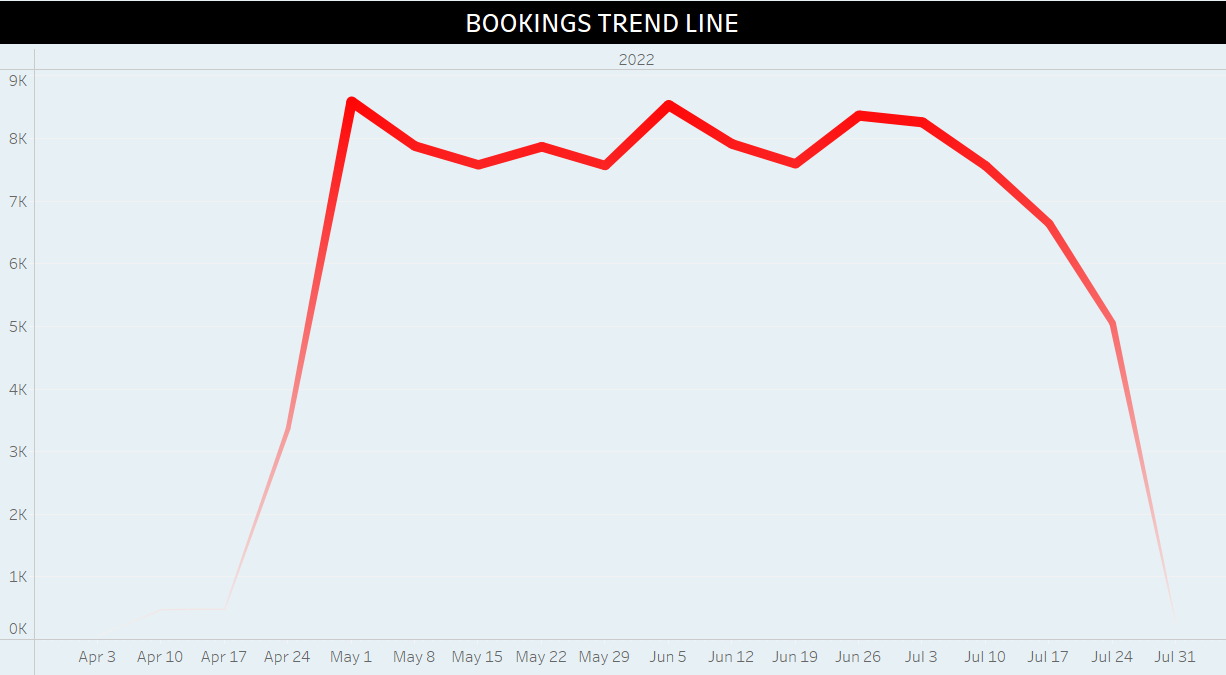 BOOKINGS TREND LINE
2022
9K
8K
7K
6K
5K
4K
3K
2K
1K
0K
Apr 3 Apr 10 Apr 17 Apr 24 May 1 May 8 May 15 May 22 May 29 Jun 5 Jun 12 Jun 19 Jun 26 Jul 3 Jul 10 Jul 17 Jul 24 Jul 31